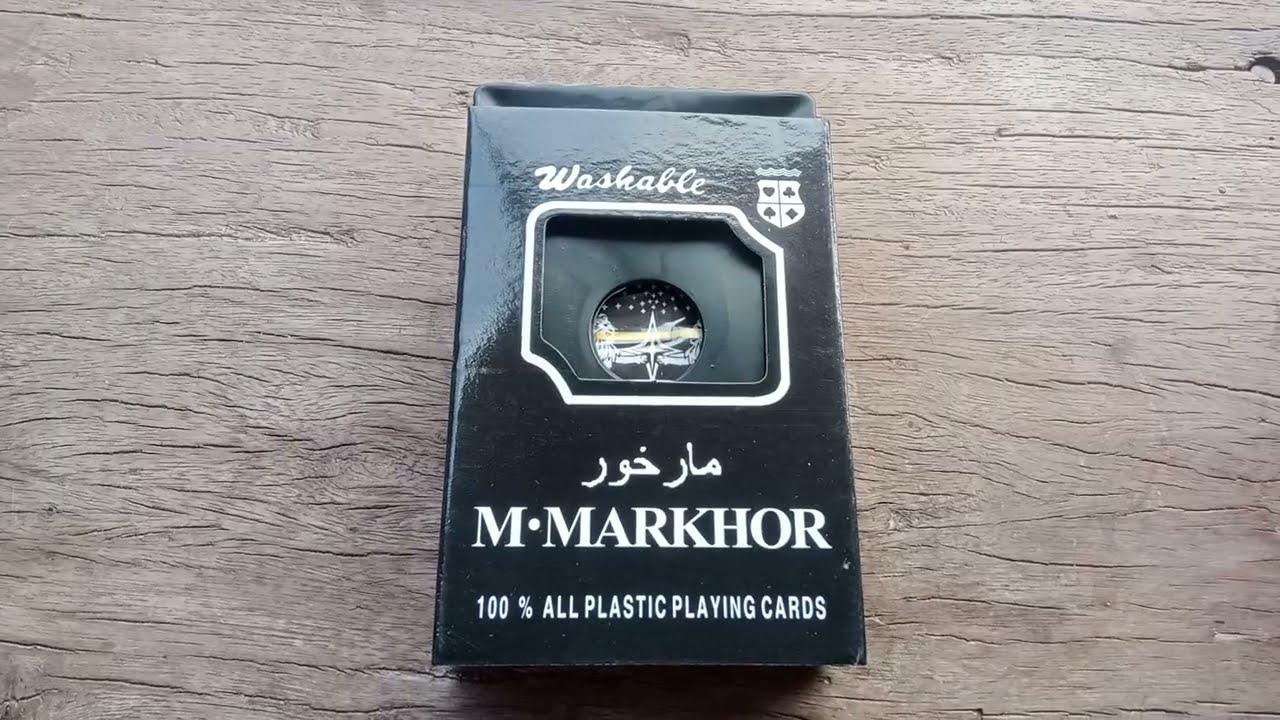 Washable
مارخور
M•MARKHOR
100 % ALL PLASTIC PLAYING CARDS